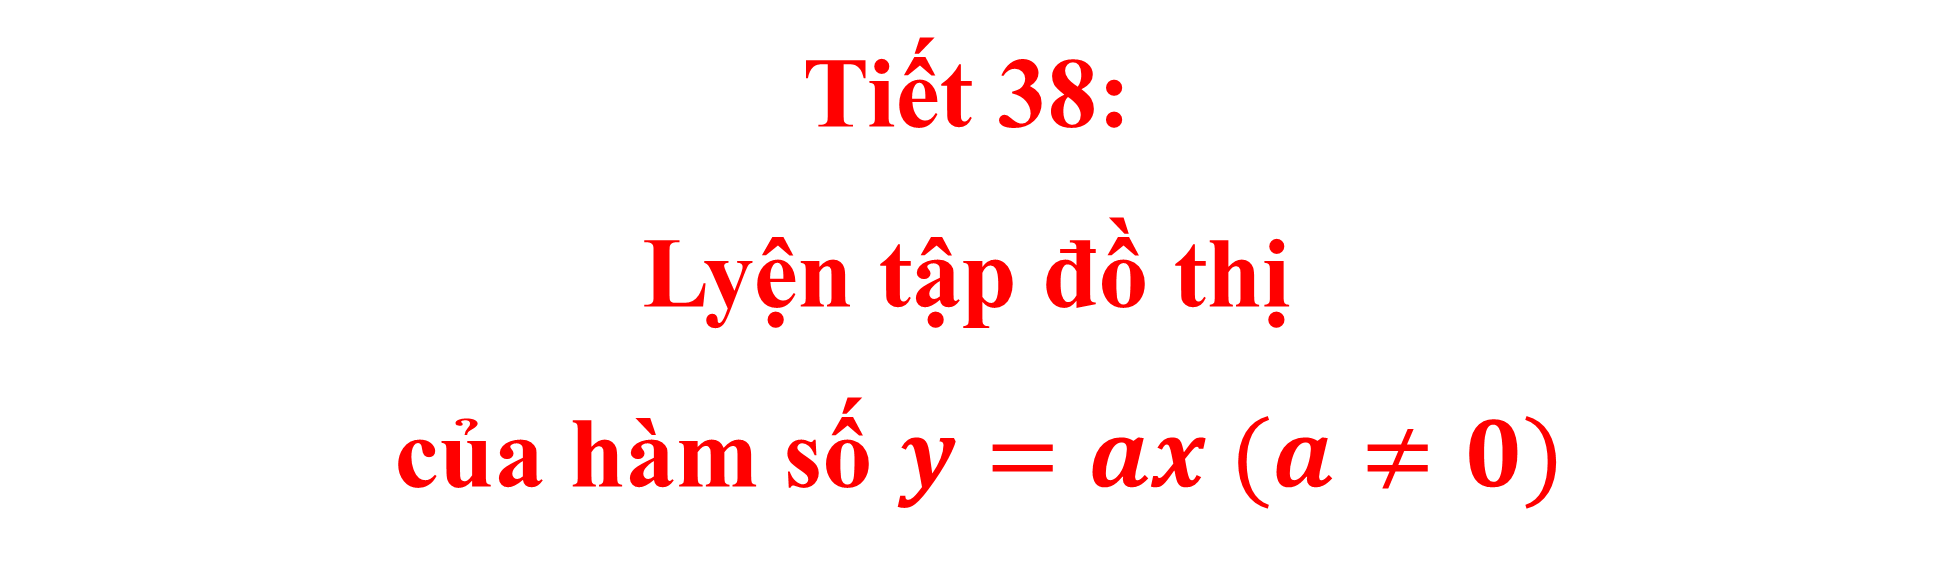 Tiết 38:
Lyện tập đồ thị
của hàm số y = ax (a ≠ 0)